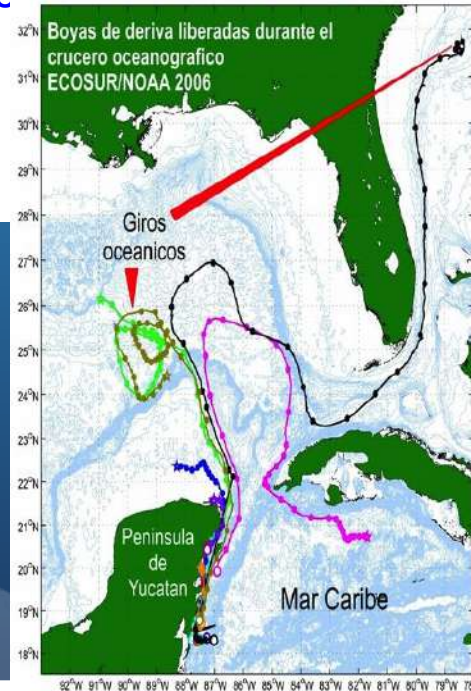 Boyas de deriva liberadas durante el
crucero oceanografico
ECOSUR/NOAA 2006
32°N
31°N
30°N
29°N
28°N
27°N
26°N
25°N
24°N
23°N
22°N
21°N
20°N
19°N
18°N
Giros
oceanicos
Peninsula
de
Yucatan
Mar Caribe
92°W 91°W 90°W 89°W 88°W 87°W 86°W 85°W 84°W 83°W 82°W 81°W 80°W 79°W 78°W